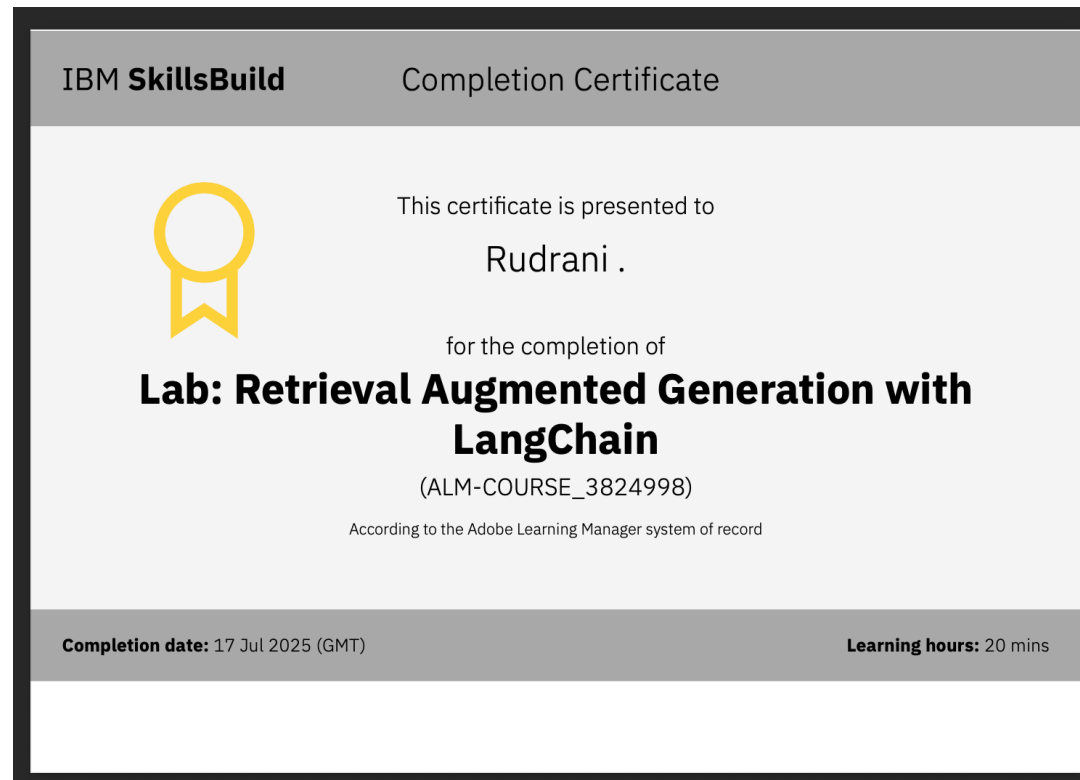 IBM SkillsBuild
Completion Certificate
This certificate is presented to
Rudrani .
for the completion of
Lab: Retrieval Augmented Generation with
LangChain
(ALM-COURSE_3824998)
According to the Adobe Learning Manager system of record
Completion date: 17 Jul 2025 (GMT)
Learning hours: 20 mins